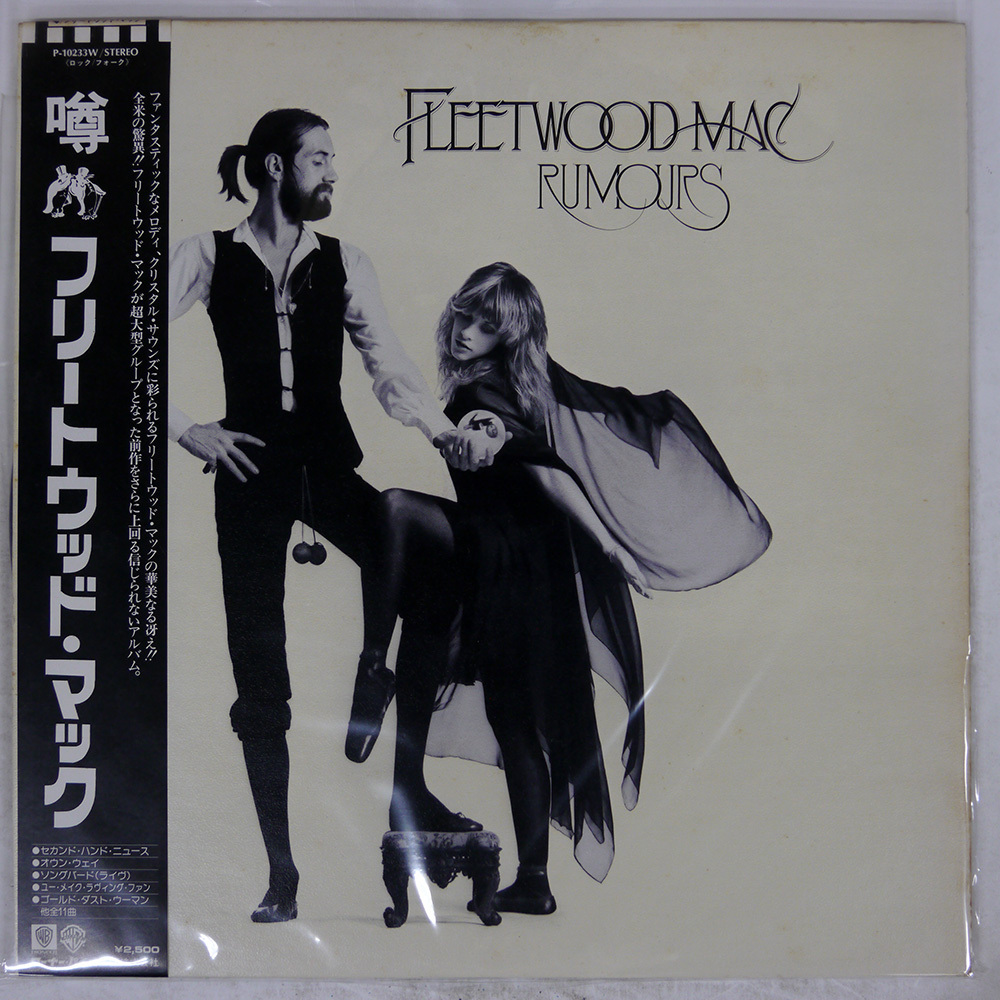 P-10233W/STEREO
(ロック/フォーク)
噂
フリートウッド・マック
ファンタスティックなメロディ、クリスタル・サウンズに彩られるフリートウッド・マックの華美なる冴え!!
全米の驚異!!フリートウッド・マックが超大型グループとなった前作をさらに上回る信じられないアルバム。
●セカンド・ハンド・ニュース
●オウン・ウェイ
●ソングバード(ライヴ)
●ユー・メイク・ラヴィング・ファン
●ゴールド・ダスト・ウーマン
他全11曲
¥2,500
FLEETWOOD MAC
RUMOURS